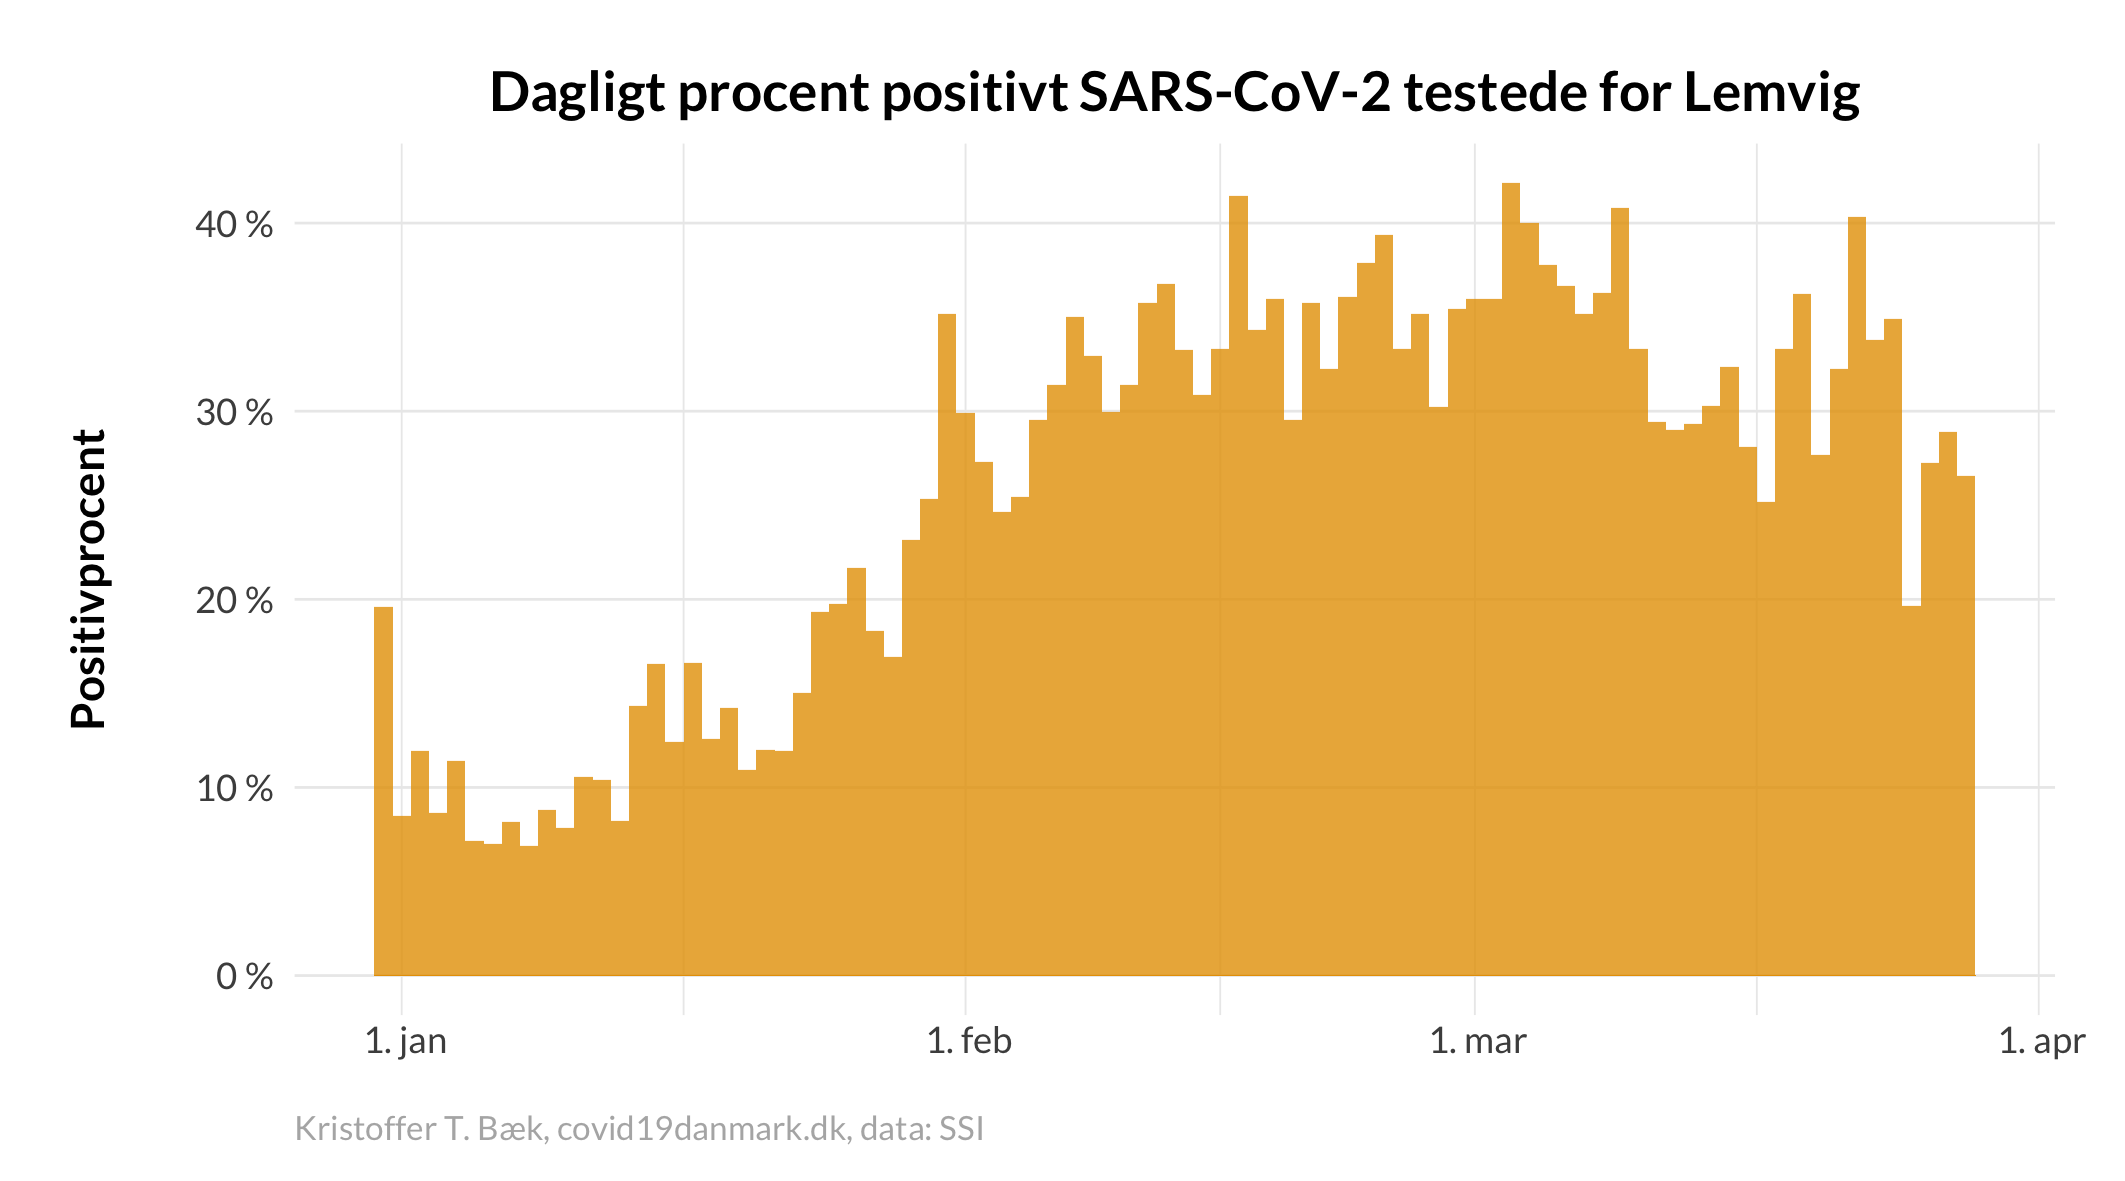 Dagligt procent positivt SARS-CoV-2 testede for Lemvig
Positivprocent
40 %
30 %
20 %
10 %
0 %
1. jan
1. feb
1. mar
1. apr
Kristoffer T. Bæk, covid19danmark.dk, data: SSI